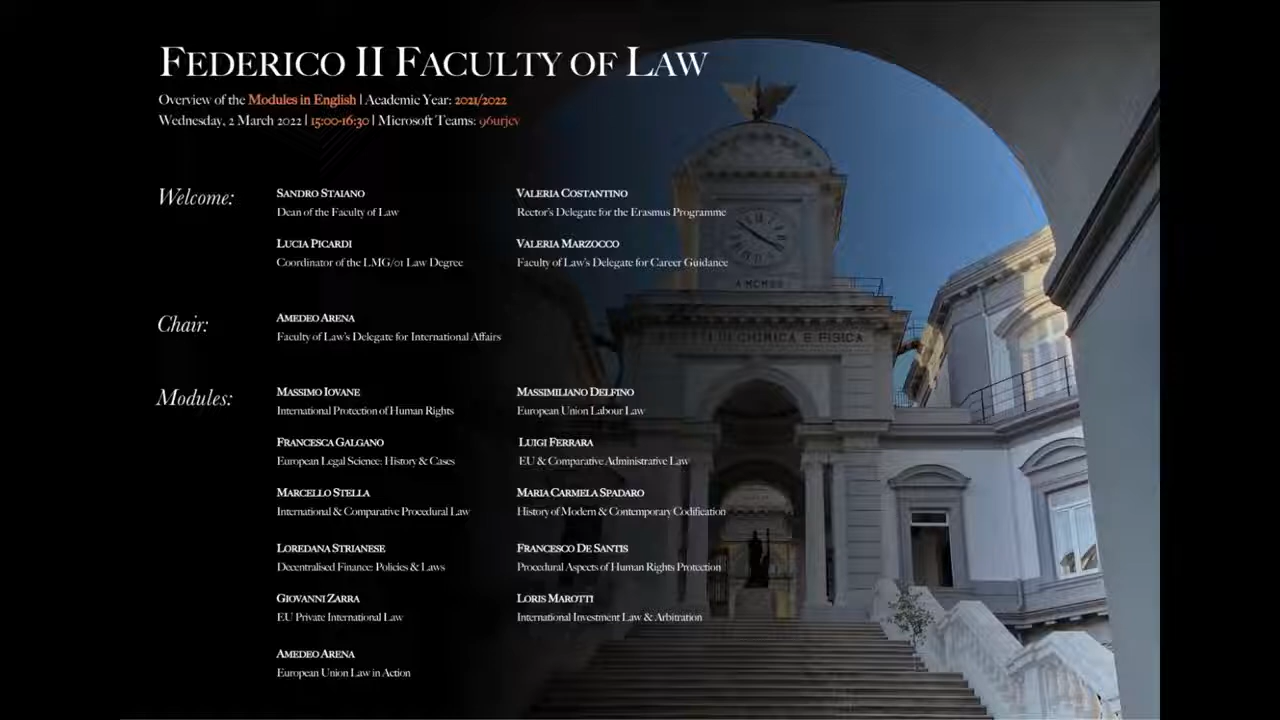 FEDERICO II FACULTY OF LAW
Overview of the Modules in English | Academic Year: 2021/2022
Wednesday, 2 March 2022 | 15:00-16:30 | Microsoft Teams: 96urjcv
Welcome:
SANDRO STAIANO
Dean of the Faculty of Law
VALERIA COSTANTINO
Rector's Delegate for the Erasmus Programme
LUCIA PICARDI
Coordinator of the LMG/01 Law Degree
VALERIA MARZOCCO
Faculty of Law's Delegate for Career Guidance
Chair:
AMEDEO ARENA
Faculty of Law's Delegate for International Affairs
Modules:
MASSIMO IOVANE
International Protection of Human Rights
MASSIMILIANO DELFINO
European Union Labour Law
FRANCESCA GALGANO
European Legal Science: History & Cases
LUIGI FERRARA
EU & Comparative Administrative Law
MARCELLO STELLA
International & Comparative Procedural Law
MARIA CARMELA SPADARO
History of Modern & Contemporary Codification
LOREDANA STRIANESE
Decentralised Finance: Policies & Laws
FRANCESCO DE SANTIS
Procedural Aspects of Human Rights Protection
GIOVANNI ZARRA
EU Private International Law
LORIS MAROTTI
International Investment Law & Arbitration
AMEDEO ARENA
European Union Law in Action
CHIMICA E FISICA